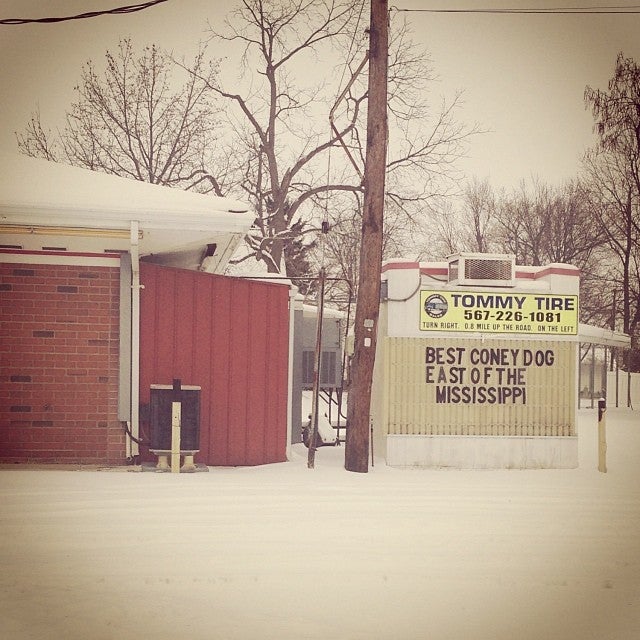 TOMMY TIRE
567-226-1081
TURN RIGHT. 0.8 MILE UP THE ROAD. ON THE LEFT
BEST CONEY DOG
EAST OF THE
MISSISSIPPI